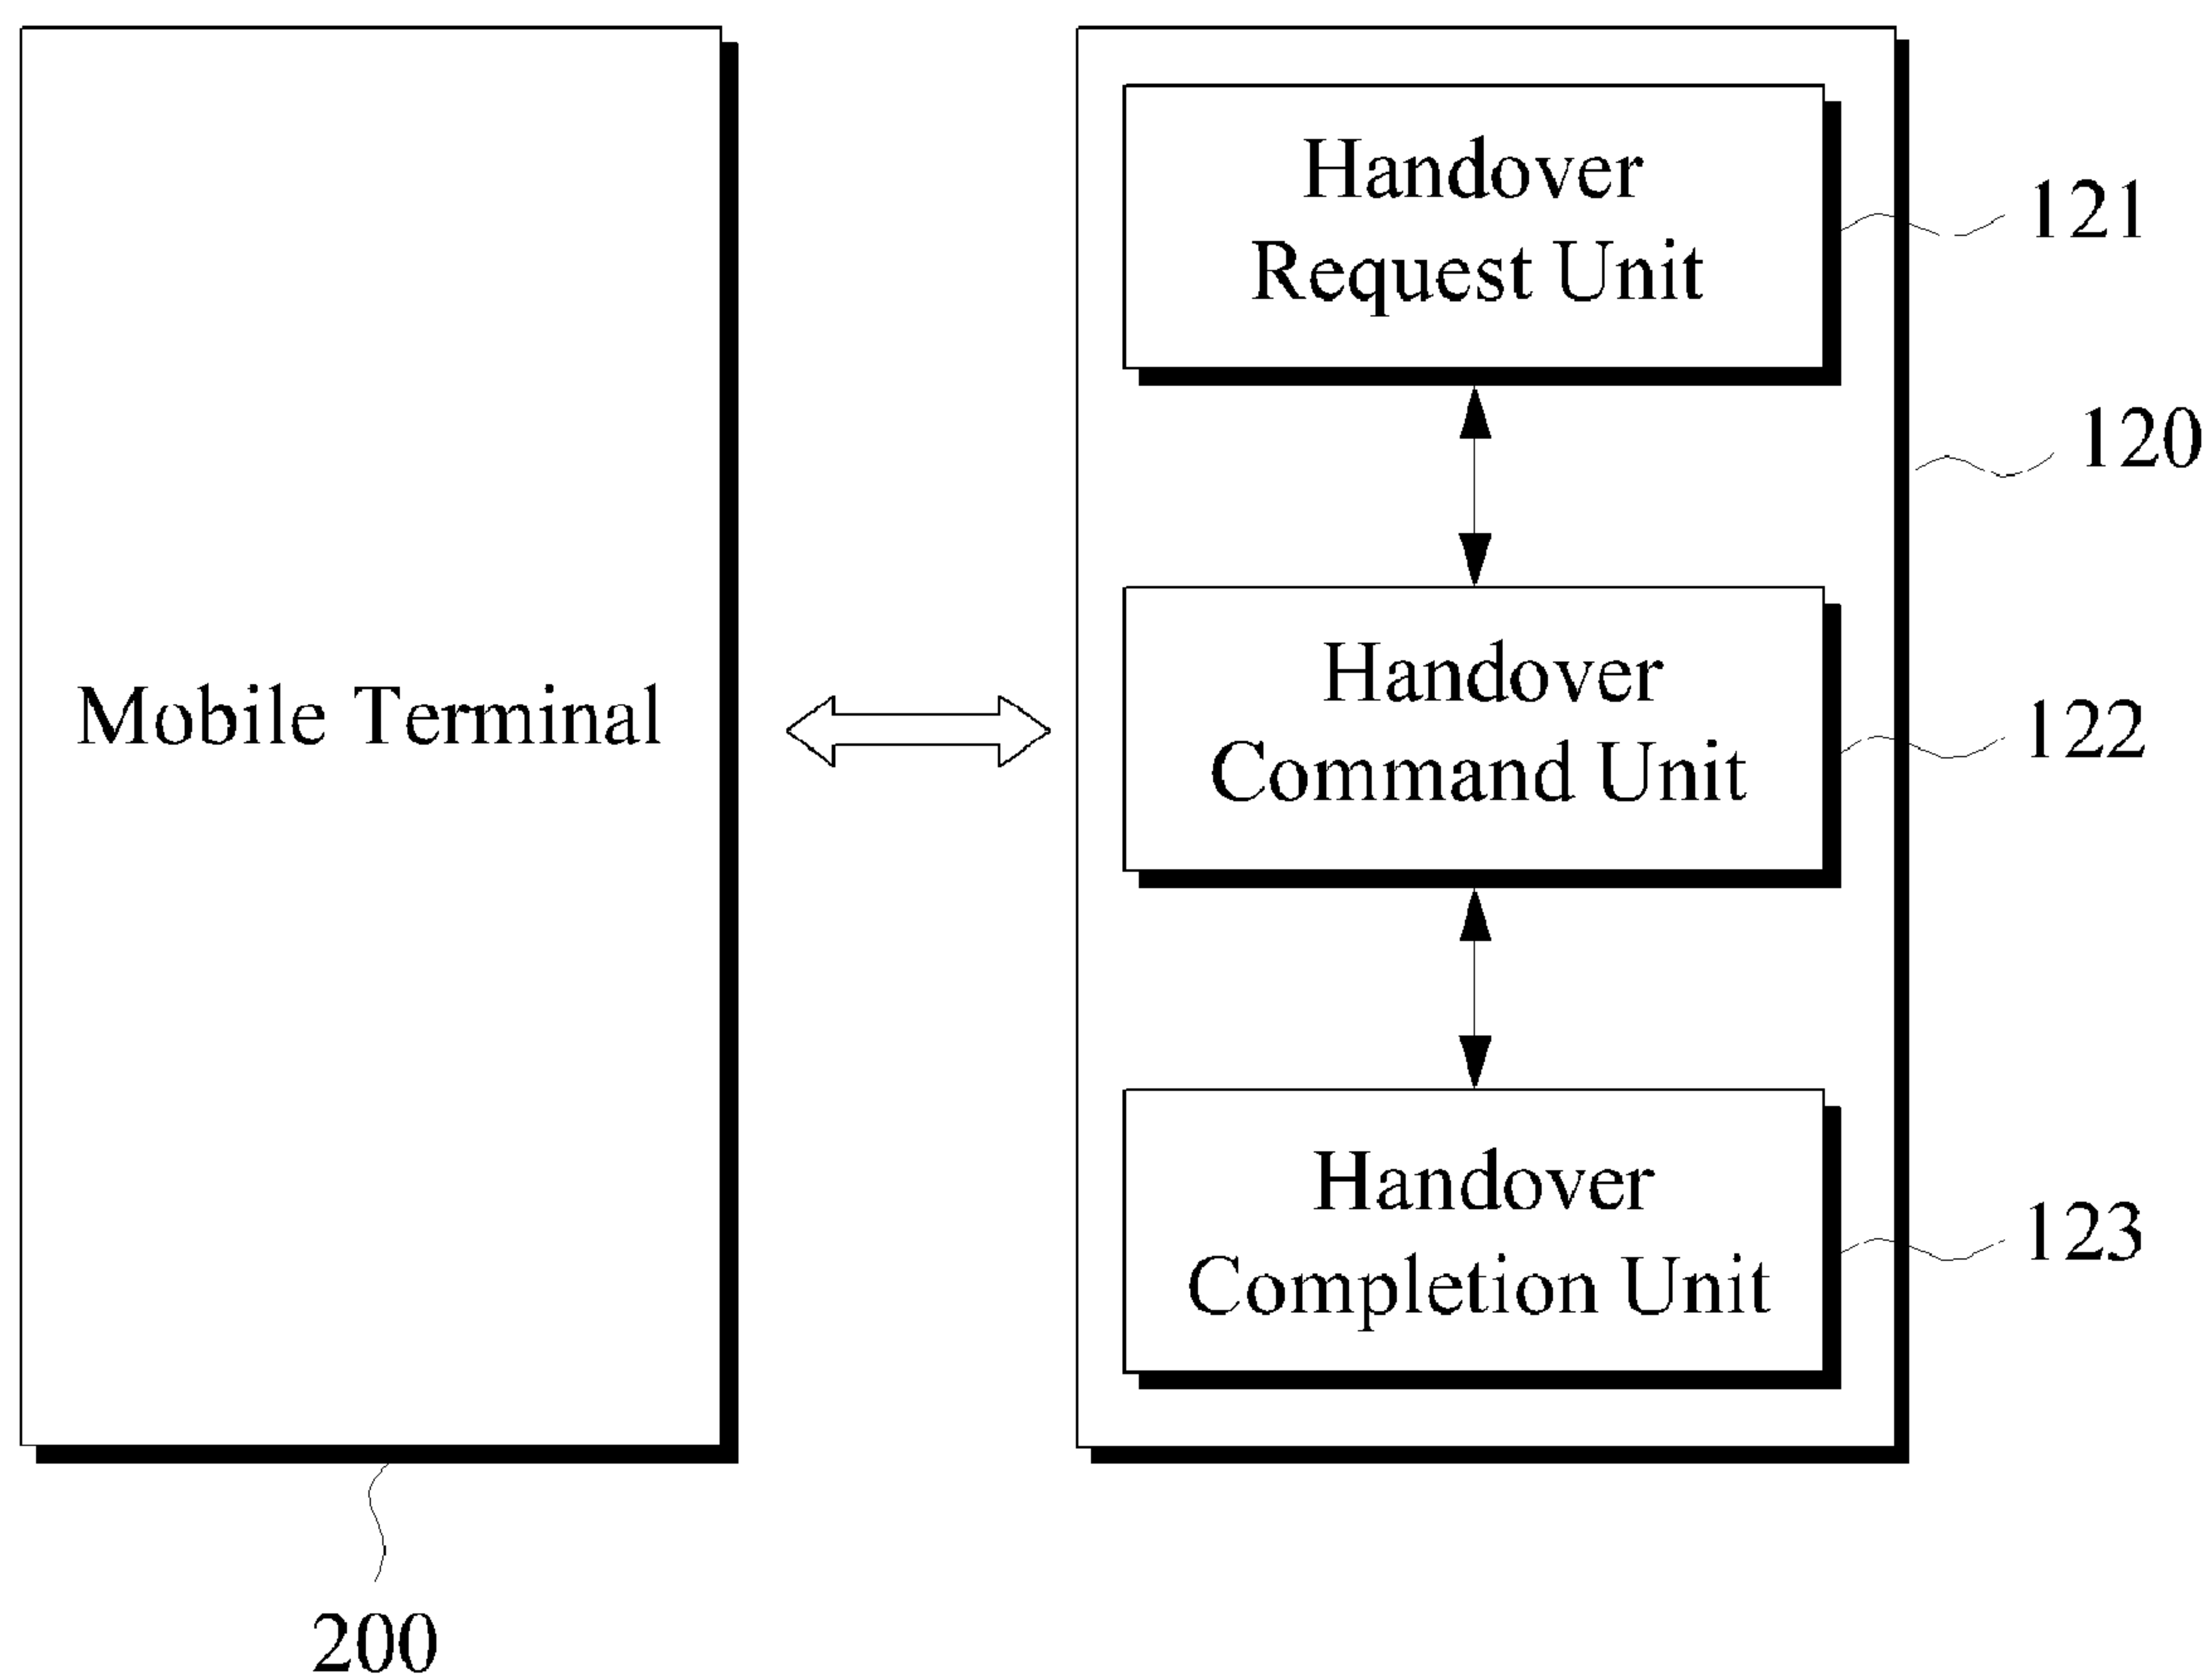 Handover
Request Unit
121
120
Mobile Terminal
Handover
Command Unit
122
Handover
Completion Unit
123
200